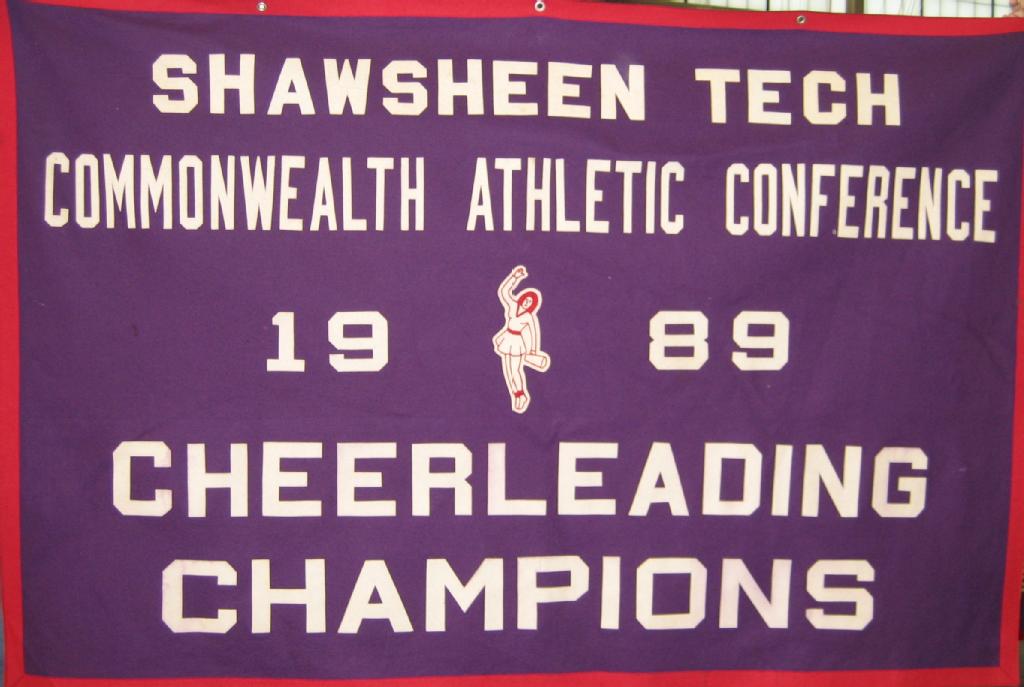 SHAWSHEEN TECH
COMMONWEALTH ATHLETIC CONFERENCE
19 89
CHEERLEADING
CHAMPIONS